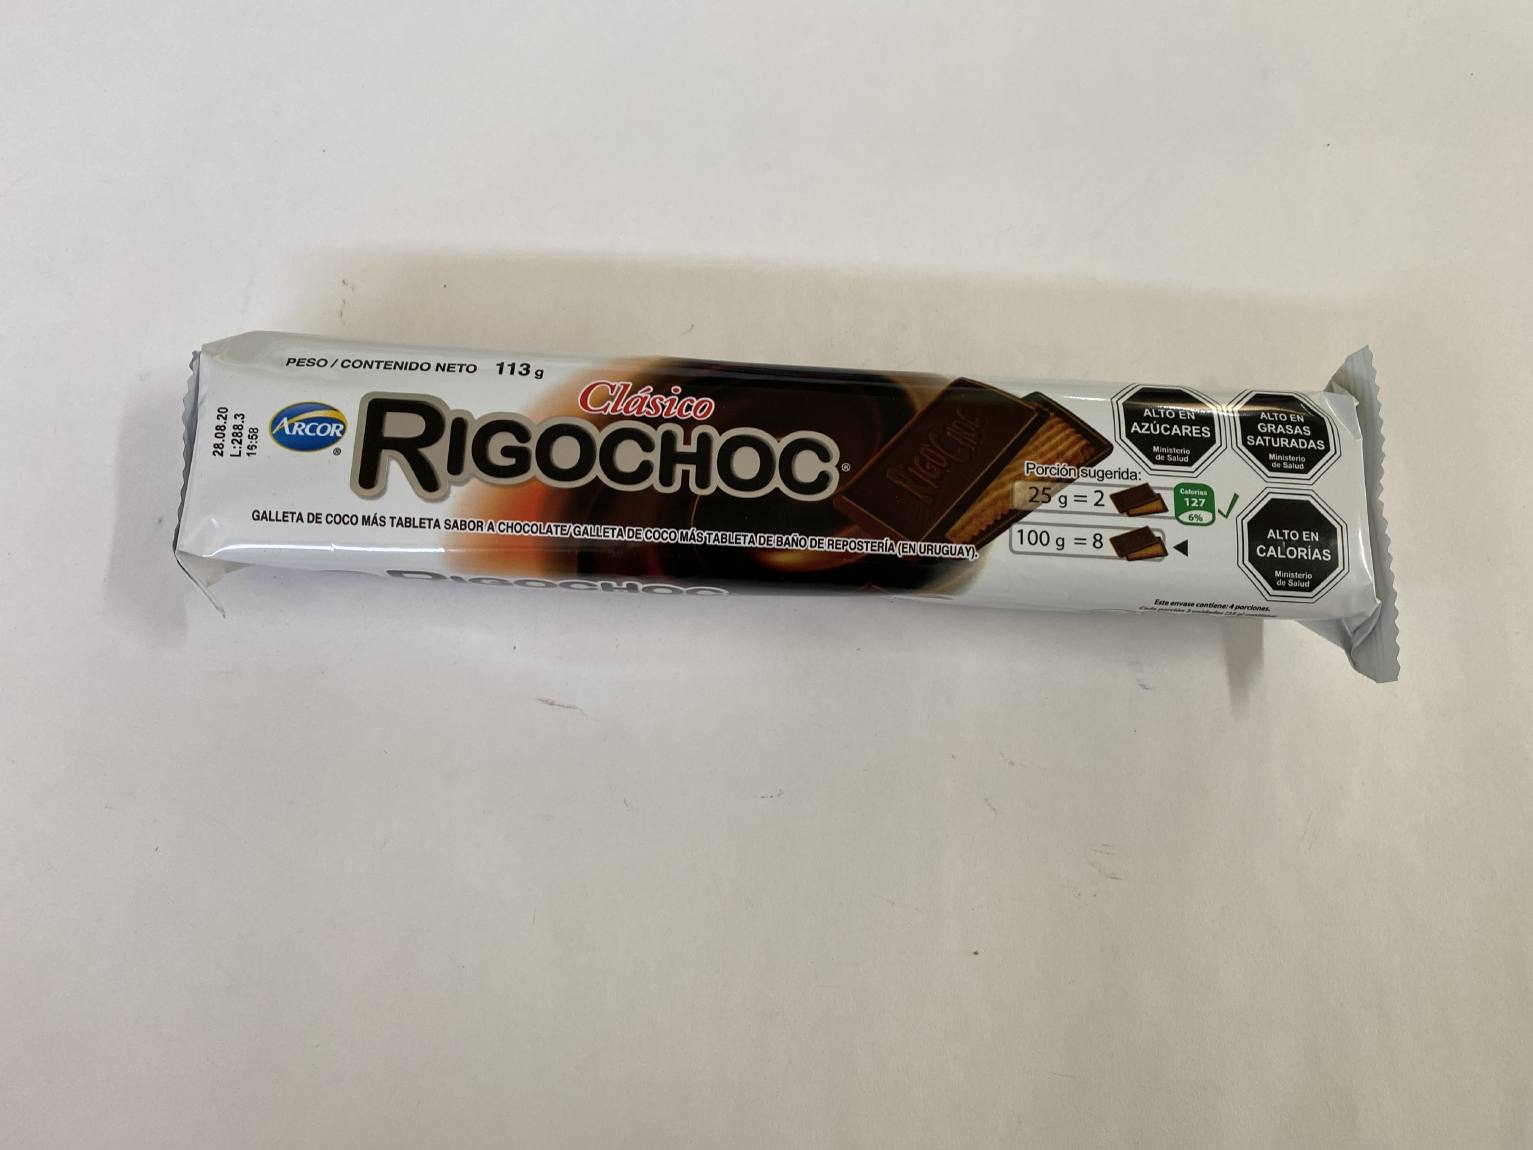 PESO / CONTENIDO NETO 113 g
28.08.20
L:288.3
15:58
ARCOR
®
Clásico
RIGOCHOC®
GALLETA DE COCO MÁS TABLETA SABOR A CHOCOLATE/GALLETA DE COCO MÁS TABLETA DE BAÑO DE REPOSTERÍA (EN URUGUAY).
RIGOCHOC
RIGOCHOC
Porción sugerida:
25 g = 2
Calorías
127
6%
100 g = 8
ALTO EN
AZÚCARES
Ministerio
de Salud
ALTO EN
GRASAS
SATURADAS
Ministerio
de Salud
ALTO EN
CALORÍAS
Ministerio
de Salud
Este envase contiene: 4 porciones.